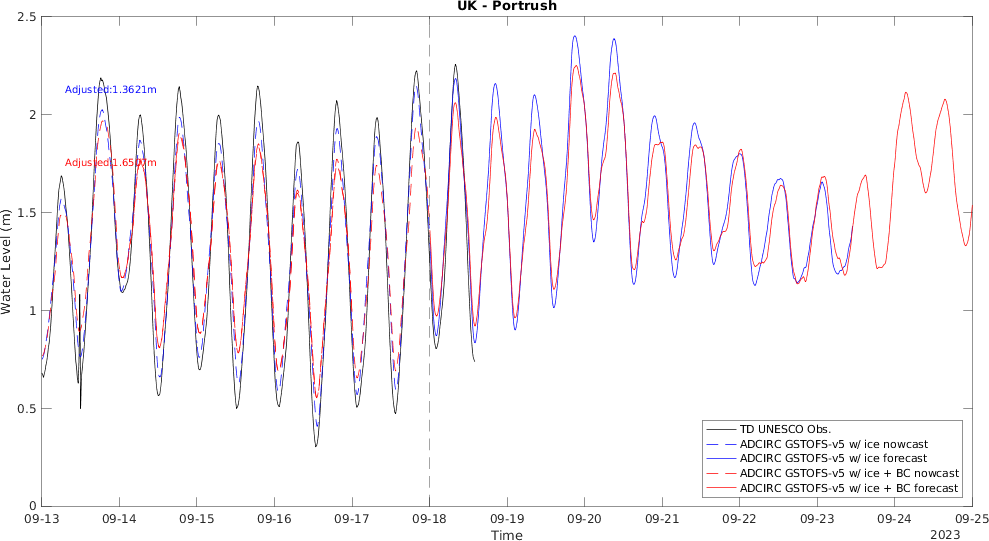 UK - Portrush
Water Level (m)
2.5
2
1.5
1
0.5
0
Adjusted:1.3621m
Adjusted:1.6507m
TD UNESCO Obs.
ADCIRC GSTOFS-v5 w/ ice nowcast
ADCIRC GSTOFS-v5 w/ ice forecast
ADCIRC GSTOFS-v5 w/ ice + BC nowcast
ADCIRC GSTOFS-v5 w/ ice + BC forecast
09-13 09-14 09-15 09-16 09-17 09-18 09-19 09-20 09-21 09-22 09-23 09-24 09-25
Time
2023